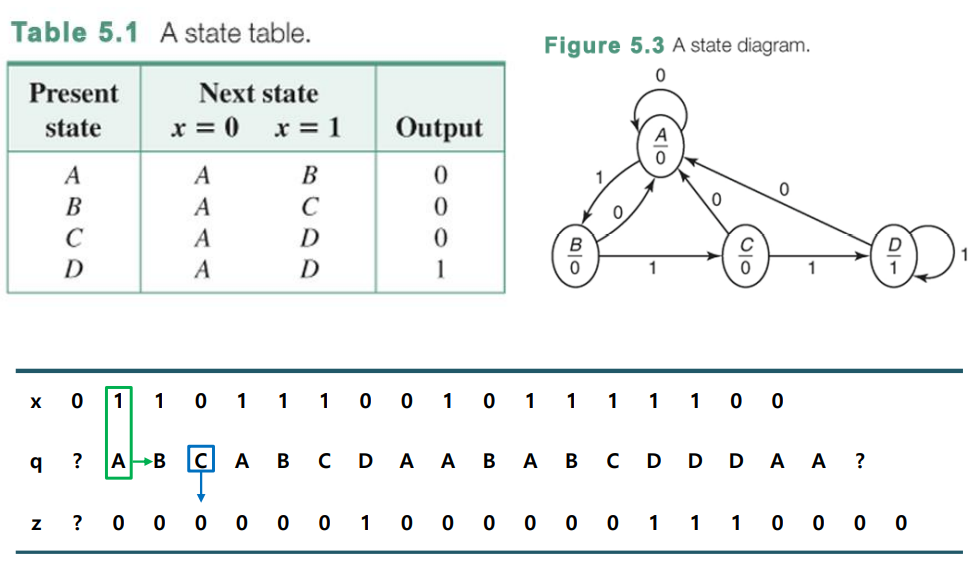 Table 5.1 A state table.
Present state Next state Output
x = 0 x = 1
A A B 0
B A C 0
C A D 0
D A D 1
Figure 5.3 A state diagram.
0
A
0
1
0
0
0
B
0
1
C
0
1
D
1
1
x 0 1 1 0 1 1 1 0 0 1 0 1 1 1 1 1 0 0
q ? A B C A B C D A A B A B C D D D A A ?
z ? 0 0 0 0 0 0 1 0 0 0 0 0 0 1 1 1 0 0 0 0